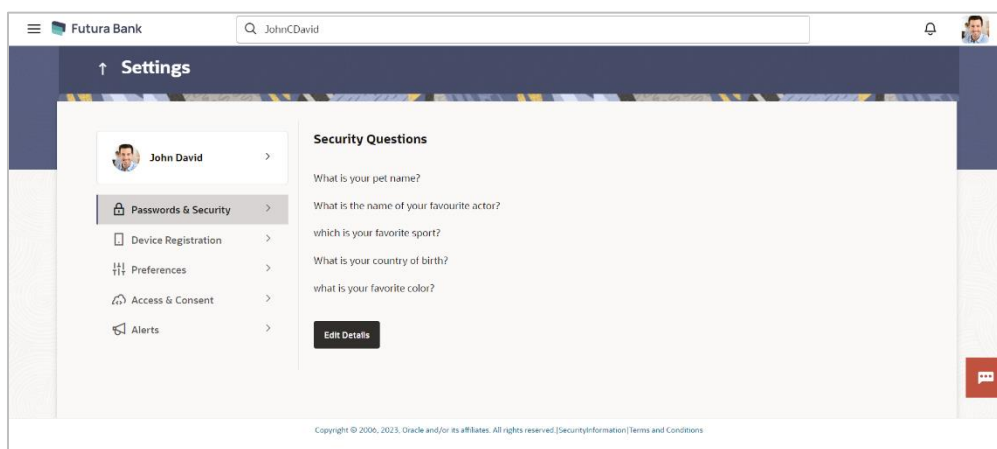 Futura Bank
JohnCDavid
↑ Settings
John David
Passwords & Security
Device Registration
Preferences
Access & Consent
Alerts
Security Questions
What is your pet name?
What is the name of your favourite actor?
which is your favorite sport?
What is your country of birth?
what is your favorite color?
Edit Details
Copyright © 2006, 2023, Oracle and/or its affiliates. All rights reserved.|SecurityInformation|Terms and Conditions